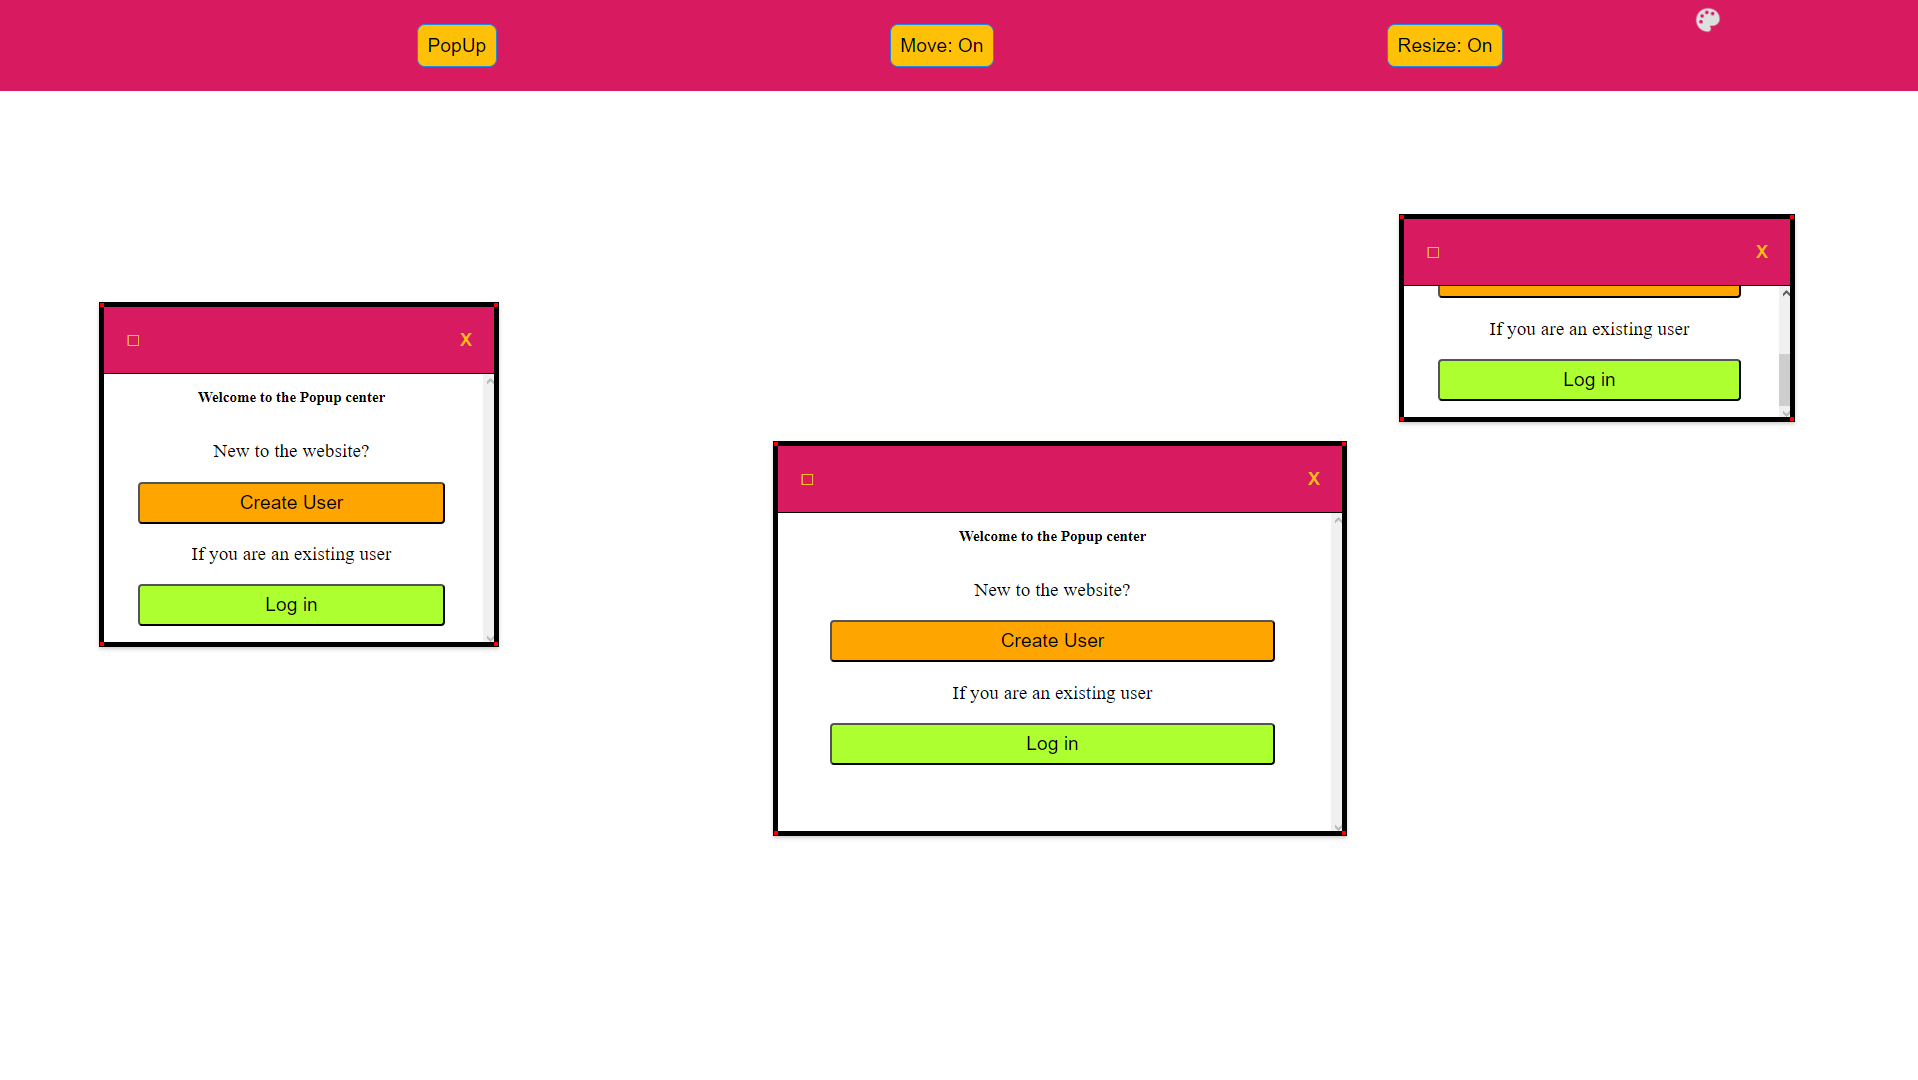 PopUp
Move: On
Resize: On
X
Welcome to the Popup center
New to the website?
Create User
If you are an existing user
Log in
X
Welcome to the Popup center
New to the website?
Create User
If you are an existing user
Log in
X
If you are an existing user
Log in